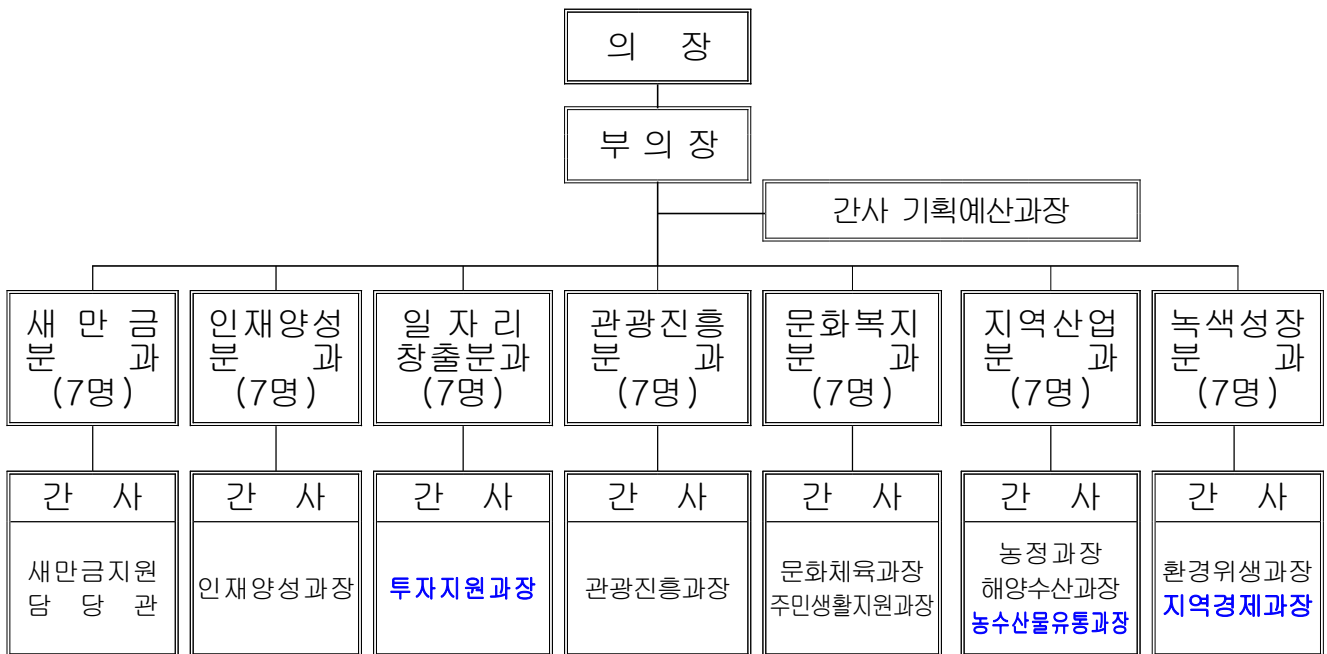 의 장
부 의 장
간사 기획예산과장
새 만 금
분 과
(7명)
인재양성
분 과
(7명)
일 자 리
창출분과
(7명)
관광진흥
분 과
(7명)
문화복지
분 과
(7명)
지역산업
분 과
(7명)
녹색성장
분 과
(7명)
간 사
새만금지원
담 당 관
간 사
인재양성과장
간 사
투자지원과장
간 사
관광진흥과장
간 사
문화체육과장
주민생활지원과장
간 사
농정과장
해양수산과장
농수산물유통과장
간 사
환경위생과장
지역경제과장